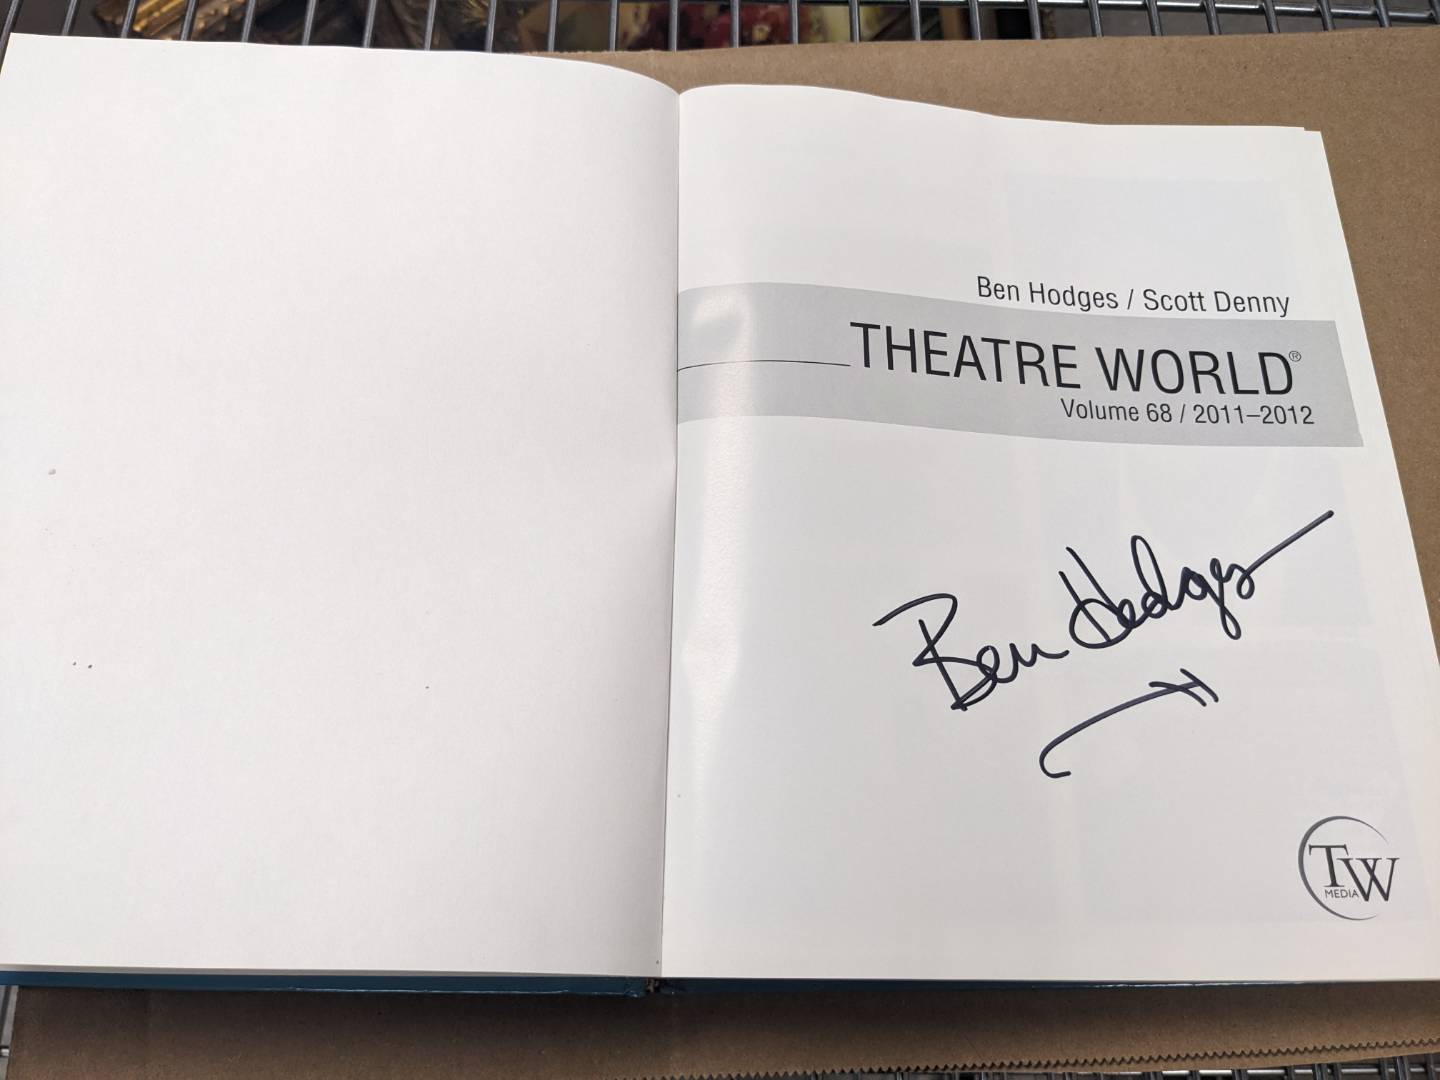 Ben Hodges / Scott Denny
THEATRE WORLD®
Volume 68 / 2011–2012
Ben Hodges
TW
MEDIA